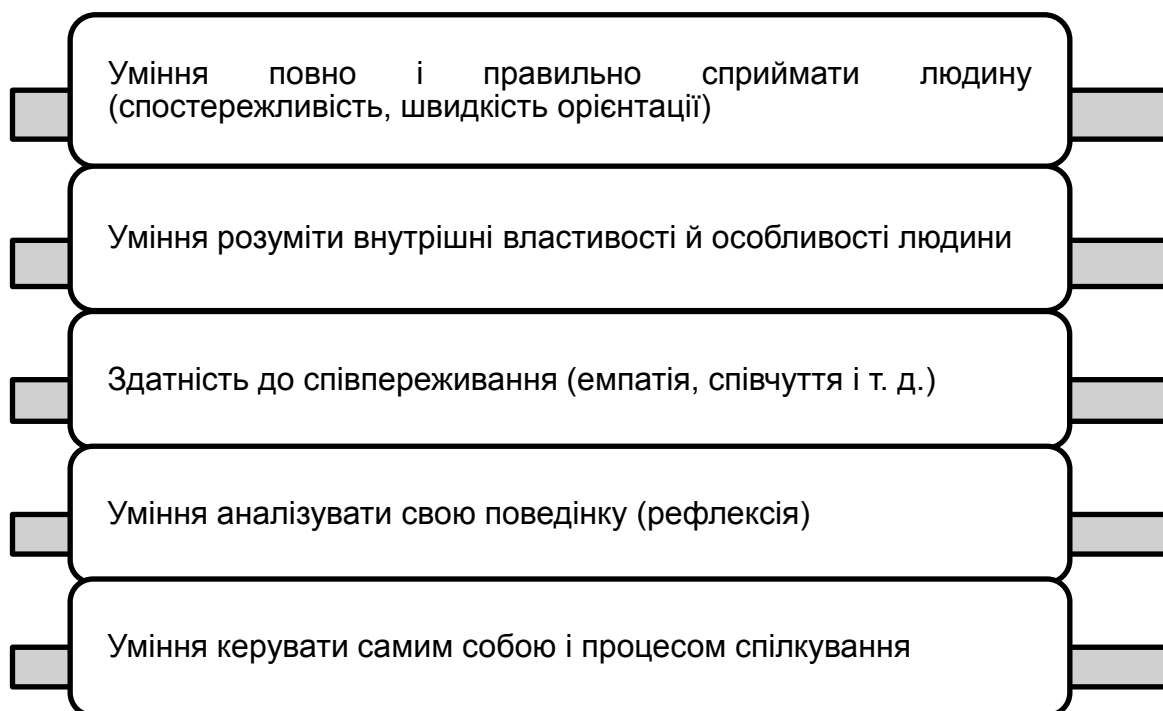 Уміння повно і правильно сприймати людину
(спостережливість, швидкість орієнтації)
Уміння розуміти внутрішні властивості й особливості людини
Здатність до співпереживання (емпатія, співчуття і т. д.)
Уміння аналізувати свою поведінку (рефлексія)
Уміння керувати самим собою і процесом спілкування